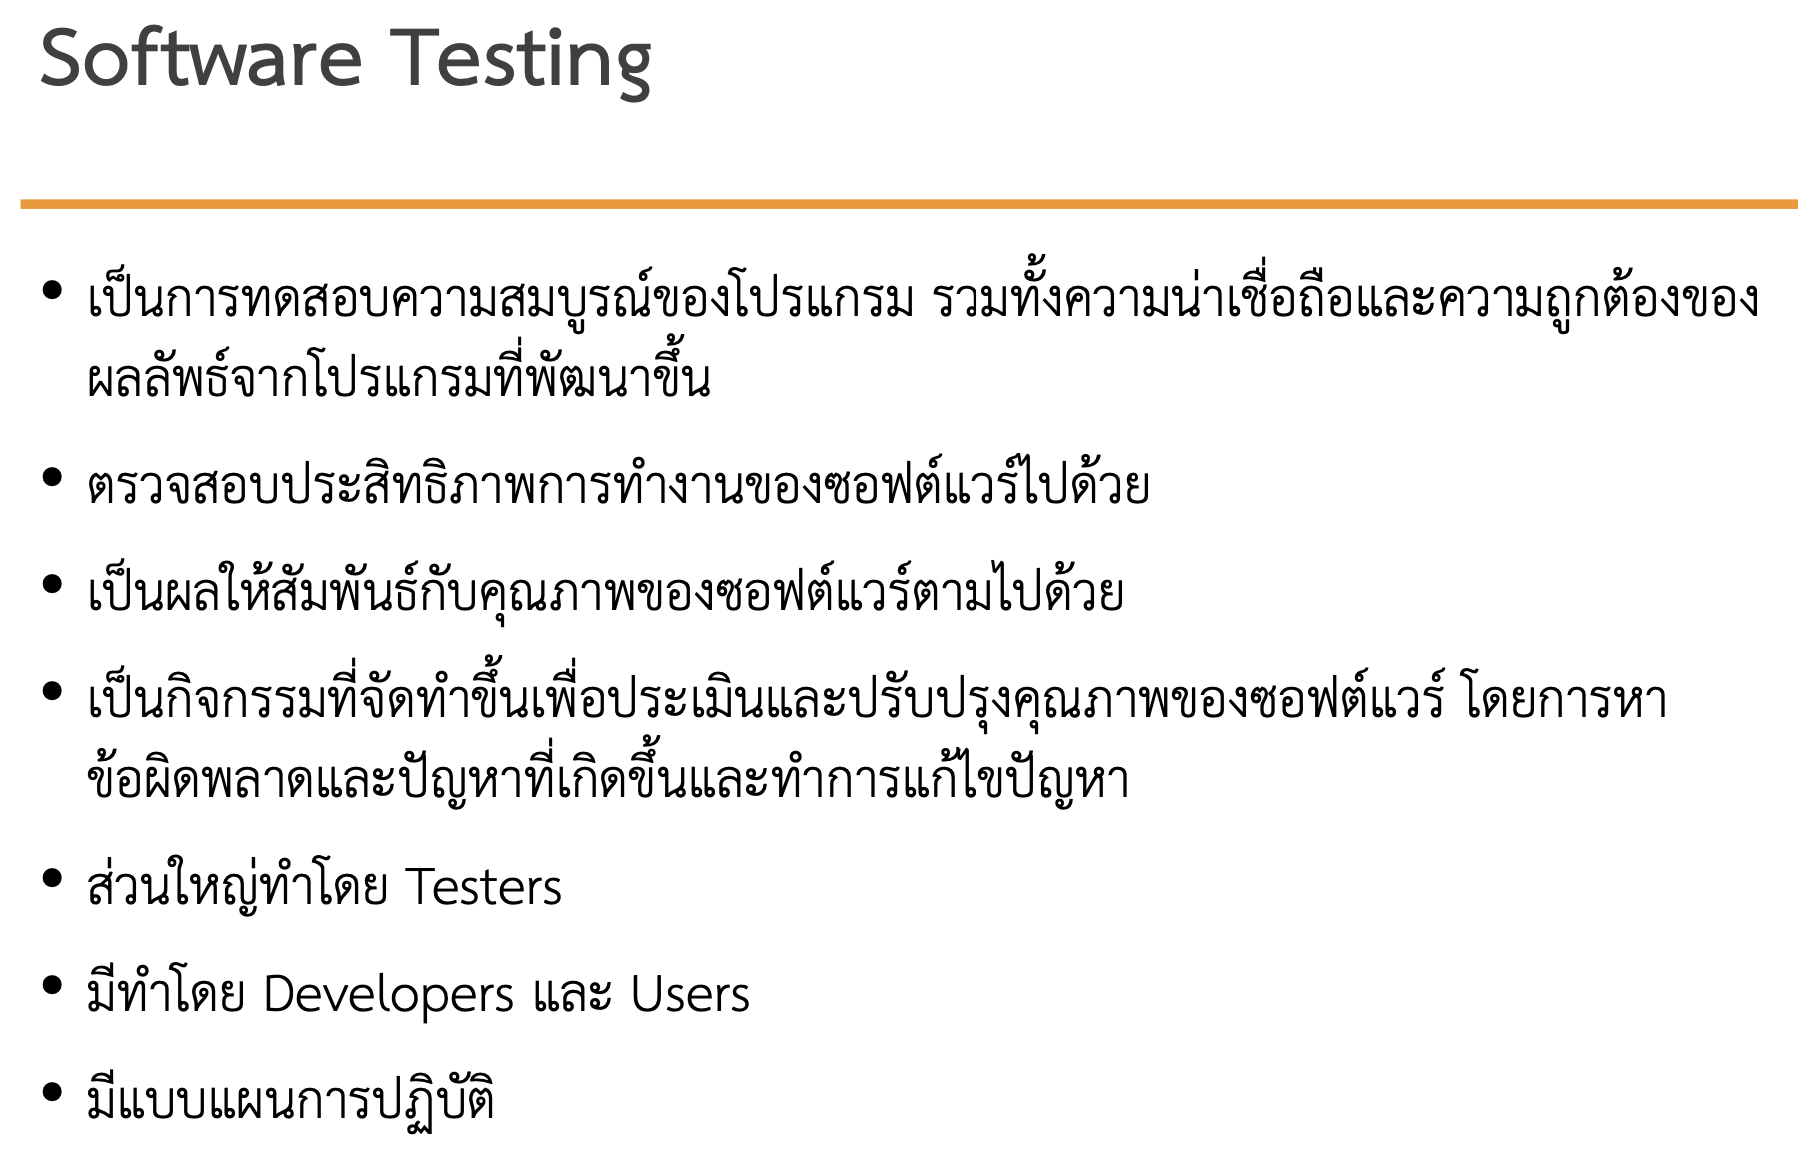 Software Testing
• เป็นการทดสอบความสมบูรณ์ของโปรแกรม รวมทั้งความน่าเชื่อถือและความถูกต้องของ
ผลลัพธ์จากโปรแกรมที่พัฒนาขึ้น
• ตรวจสอบประสิทธิภาพการทำงานของซอฟต์แวร์ไปด้วย
• เป็นผลให้สัมพันธ์กับคุณภาพของซอฟต์แวร์ตามไปด้วย
• เป็นกิจกรรมที่จัดทำขึ้นเพื่อประเมินและปรับปรุงคุณภาพของซอฟต์แวร์ โดยการหา
ข้อผิดพลาดและปัญหาที่เกิดขึ้นและทำการแก้ไขปัญหา
• ส่วนใหญ่ทำโดย Testers
• มีทำโดย Developers และ Users
• มีแบบแผนการปฏิบัติ